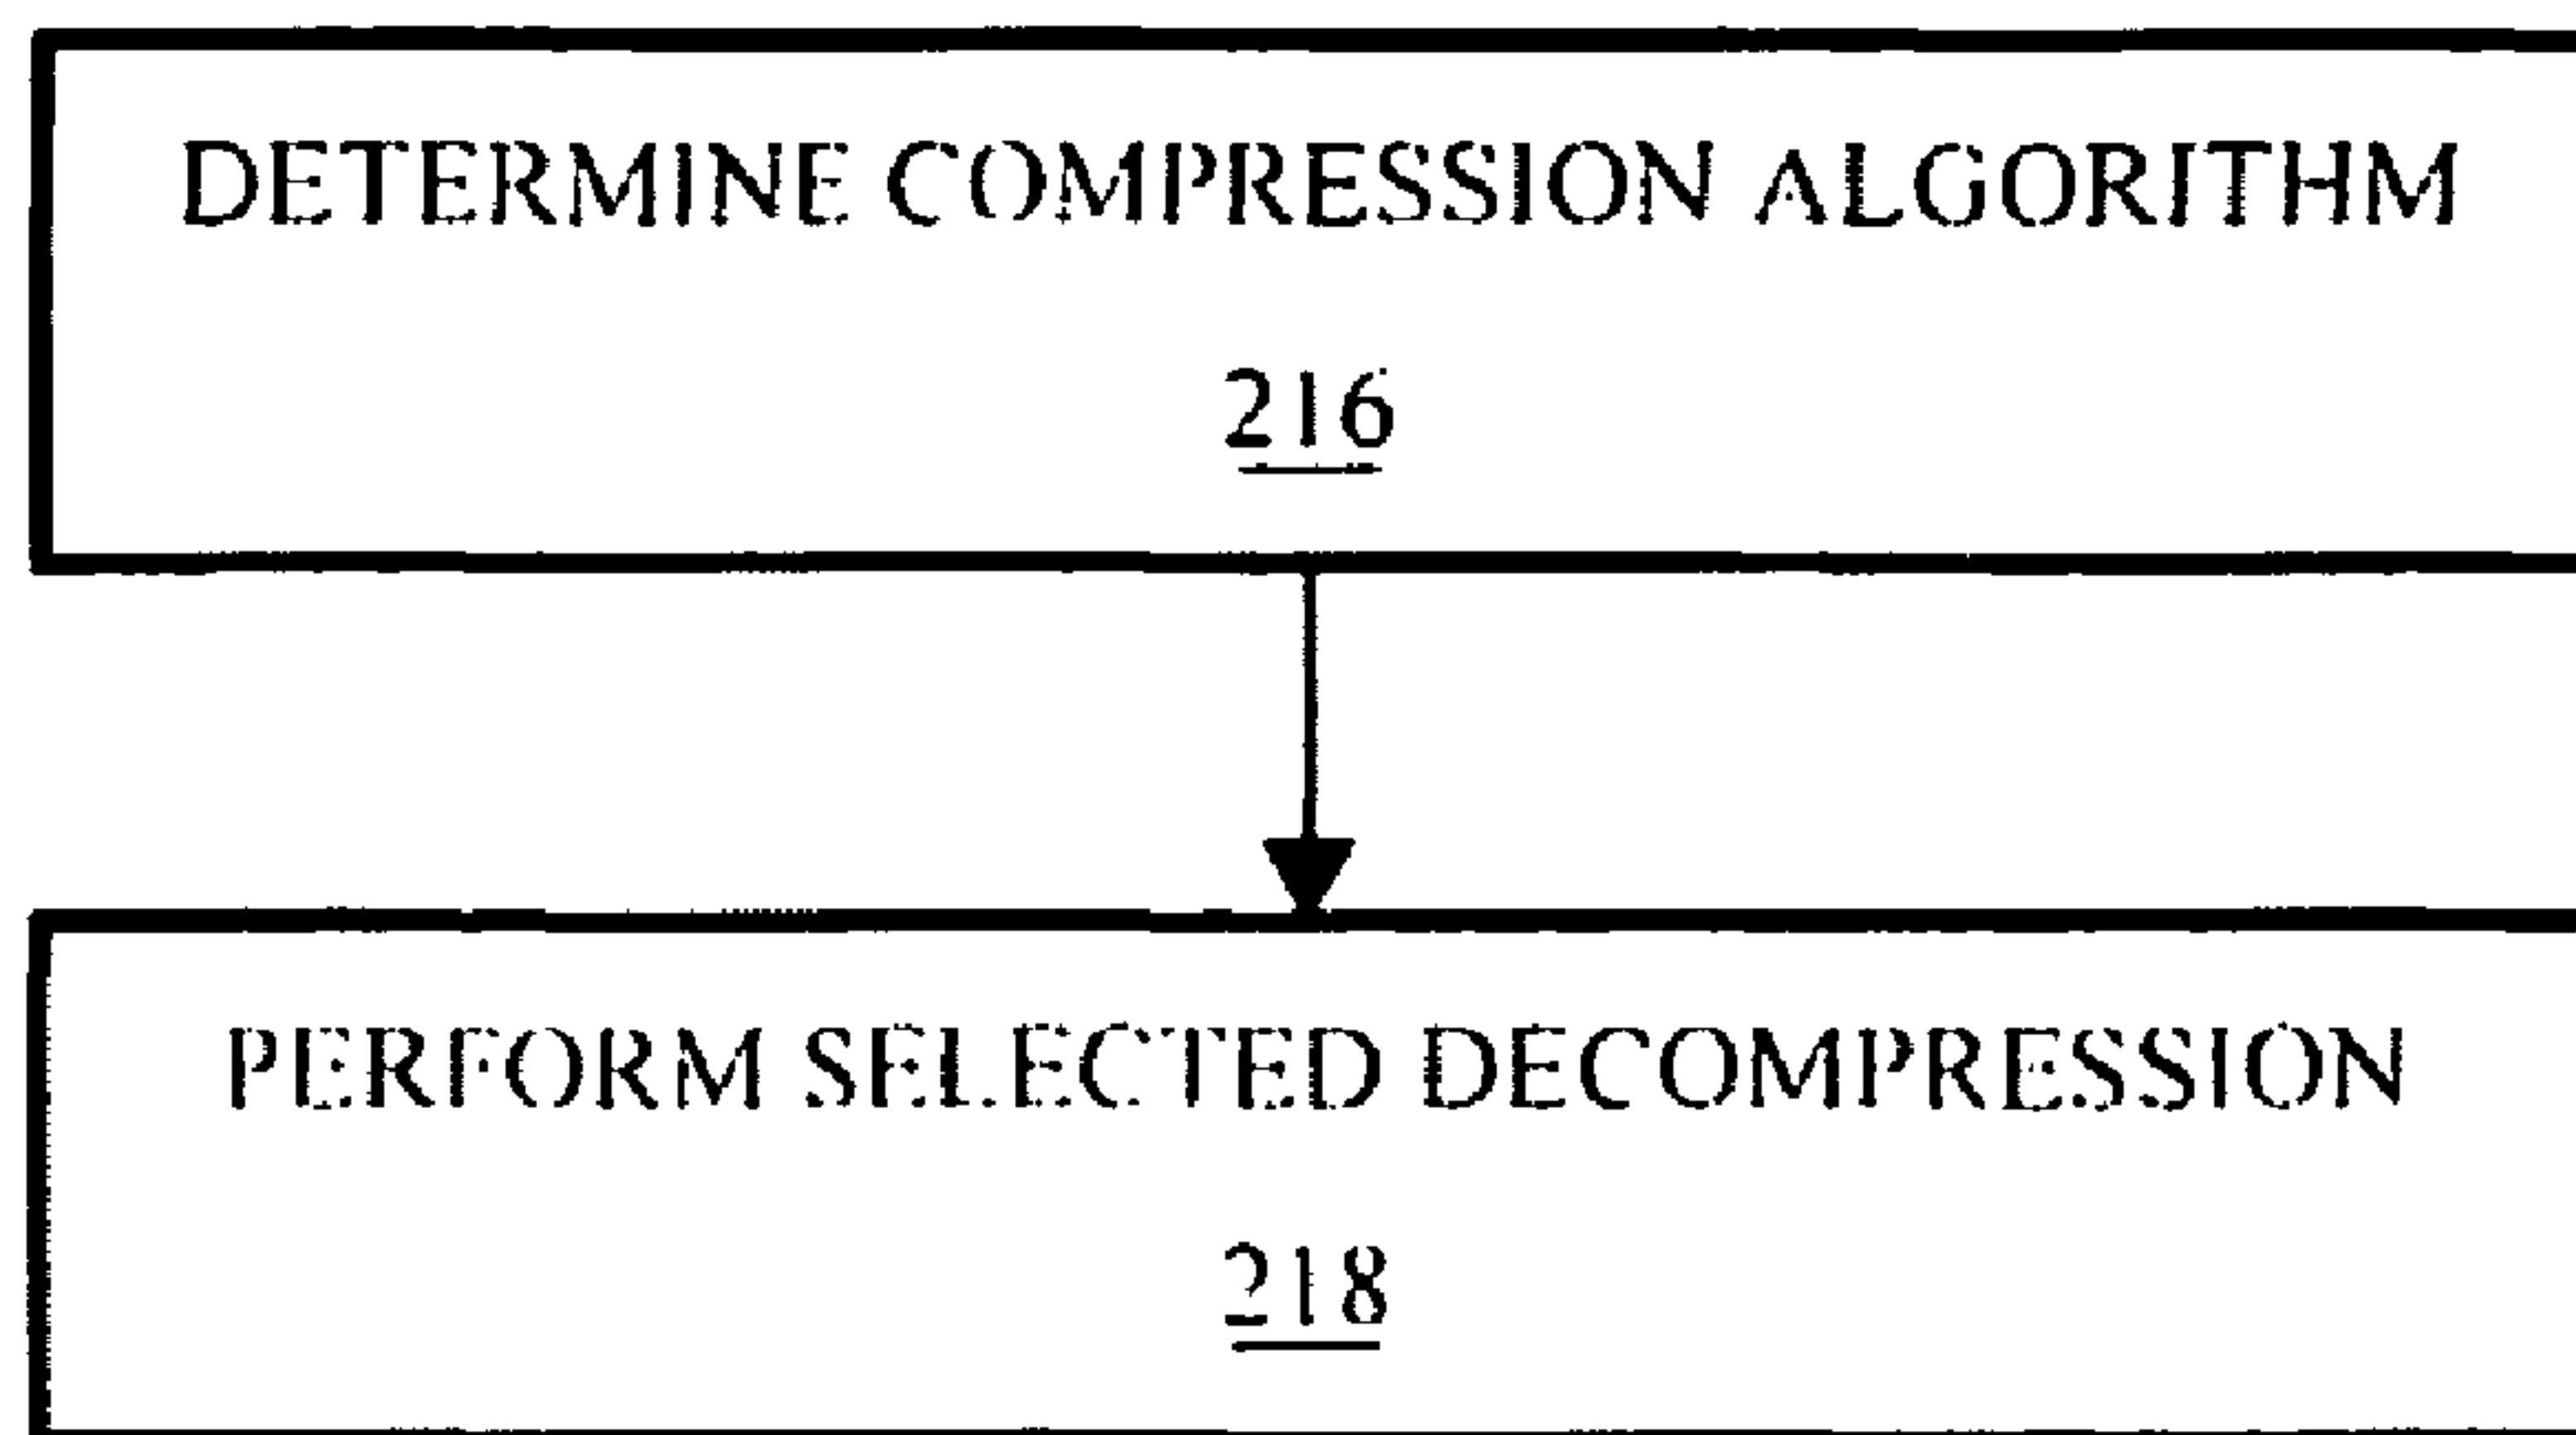 DETERMINE COMPRESSION ALGORITHM
216
PERFORM SELECTED DECOMPRESSION
218